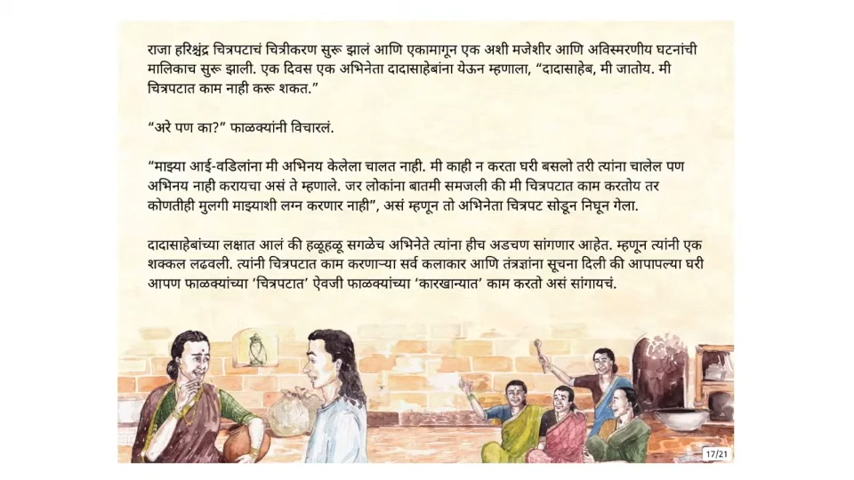 राजा हरिश्चंद्र चित्रपटाचं चित्रीकरण सुरू झालं आणि एकामागून एक अशी मजेशीर आणि अविस्मरणीय घटनांची
मालिकाच सुरू झाली. एक दिवस एक अभिनेता दादासाहेबांना येऊन म्हणाला, “दादासाहेब, मी जातोय. मी
चित्रपटात काम नाही करू शकत.”
“अरे पण का?” फाळक्यांनी विचारलं.
“माझ्या आई-वडिलांना मी अभिनय केलेला चालत नाही. मी काही न करता घरी बसलो तरी त्यांना चालेल पण
अभिनय नाही करायचा असं ते म्हणाले. जर लोकांना बातमी समजली की मी चित्रपटात काम करतोय तर
कोणतीही मुलगी माझ्याशी लग्न करणार नाही”, असं म्हणून तो अभिनेता चित्रपट सोडून निघून गेला.
दादासाहेबांच्या लक्षात आलं की हळूहळू सगळेच अभिनेते त्यांना हीच अडचण सांगणार आहेत. म्हणून त्यांनी एक
शक्कल लढवली. त्यांनी चित्रपटात काम करणाऱ्या सर्व कलाकार आणि तंत्रज्ञांना सूचना दिली की आपापल्या घरी
आपण फाळक्यांच्या ‘चित्रपटात’ ऐवजी फाळक्यांच्या ‘कारखान्यात’ काम करतो असं सांगायचं.
17/21